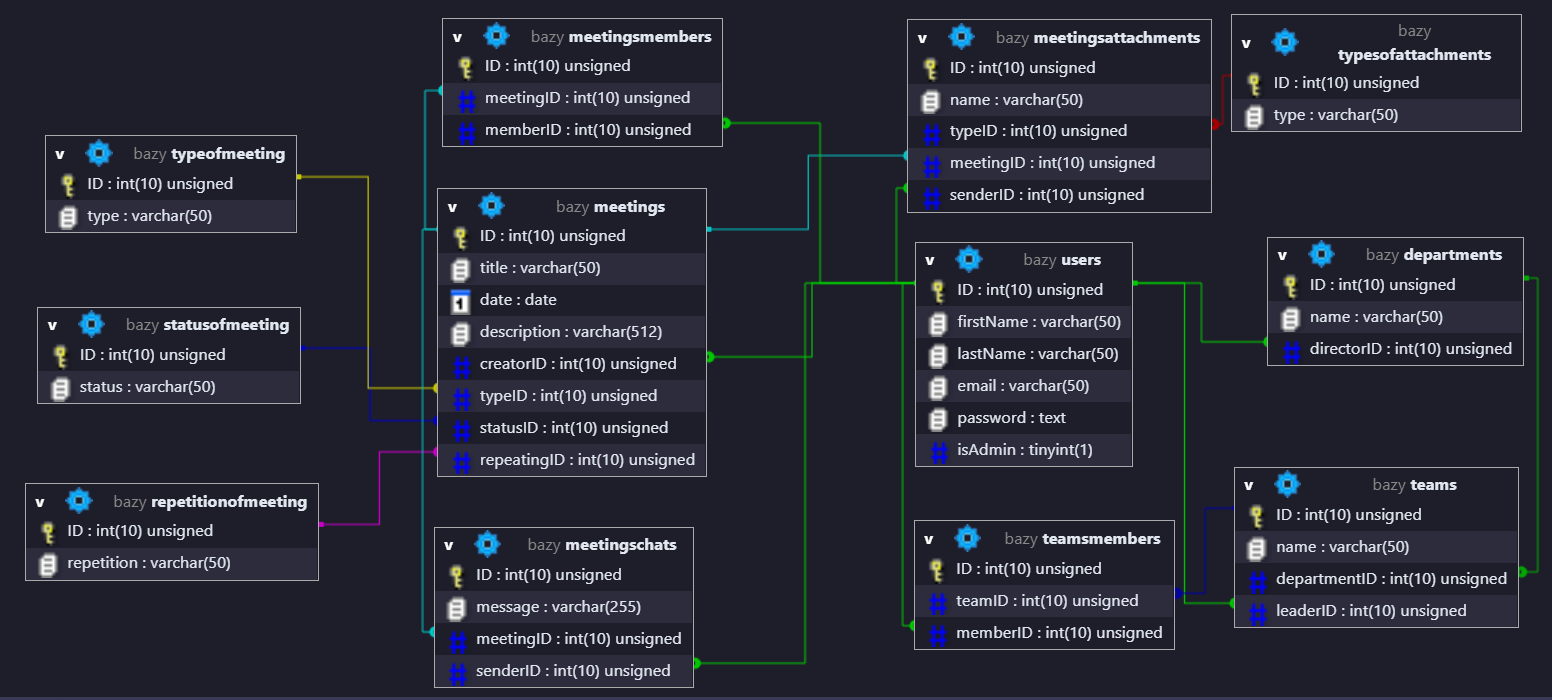 v bazy meetingsmembers
ID : int(10) unsigned
meetingID : int(10) unsigned
memberID : int(10) unsigned
v bazy meetingsattachments
ID : int(10) unsigned
name : varchar(50)
typeID : int(10) unsigned
meetingID : int(10) unsigned
senderID : int(10) unsigned
v bazy
typesofattachments
ID : int(10) unsigned
type : varchar(50)
v bazy typeofmeeting
ID : int(10) unsigned
type : varchar(50)
v bazy meetings
ID : int(10) unsigned
title : varchar(50)
date : date
description : varchar(512)
creatorID : int(10) unsigned
typeID : int(10) unsigned
statusID : int(10) unsigned
repeatingID : int(10) unsigned
v bazy users
ID : int(10) unsigned
firstName : varchar(50)
lastName : varchar(50)
email : varchar(50)
password : text
isAdmin : tinyint(1)
v bazy departments
ID : int(10) unsigned
name : varchar(50)
directorID : int(10) unsigned
v bazy statusofmeeting
ID : int(10) unsigned
status : varchar(50)
v bazy repetitionofmeeting
ID : int(10) unsigned
repetition : varchar(50)
v bazy meetingschats
ID : int(10) unsigned
message : varchar(255)
meetingID : int(10) unsigned
senderID : int(10) unsigned
v bazy teamsmembers
ID : int(10) unsigned
teamID : int(10) unsigned
memberID : int(10) unsigned
v bazy teams
ID : int(10) unsigned
name : varchar(50)
departmentID : int(10) unsigned
leaderID : int(10) unsigned